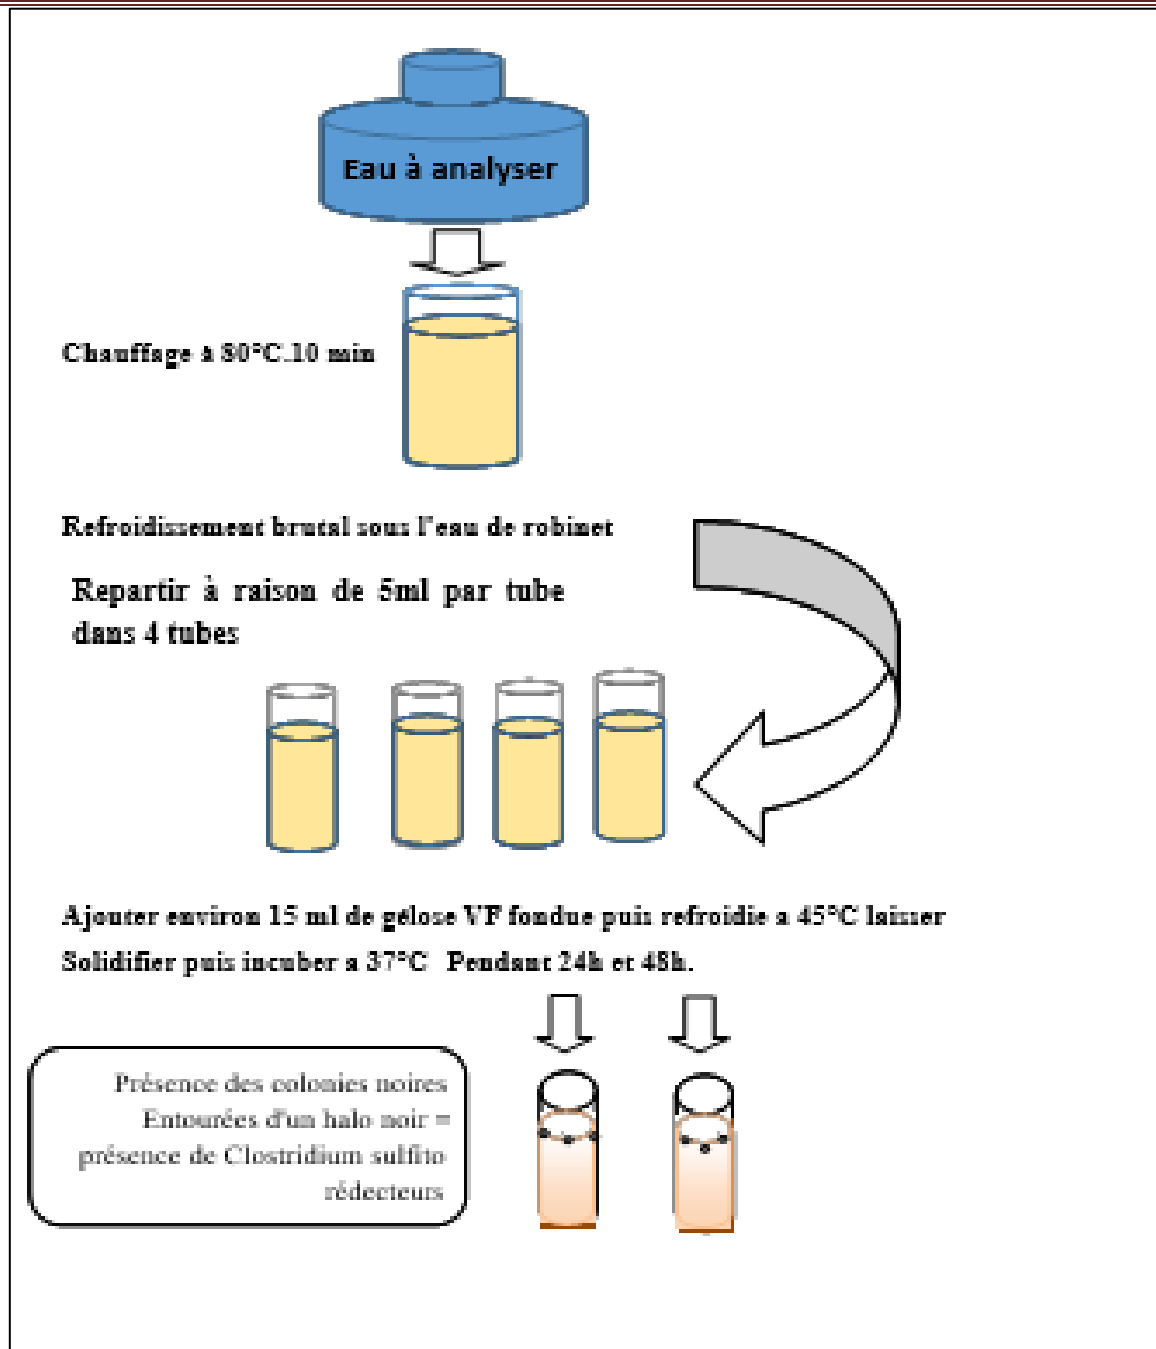 Eau à analyser
Chauffage à 80°C.10 min
Refroidissement brutal sous l'eau de robinet
Repartir à raison de 5ml par tube
dans 4 tubes
Ajouter environ 15 ml de gélose VF fondue puis refroidie a 45°C laisser
Solidifier puis incuber a 37°C Pendant 24h et 48h.
Présence des colonies noires
Entourées d'un halo noir =
présence de Clostridium sulfito
rédecteurs